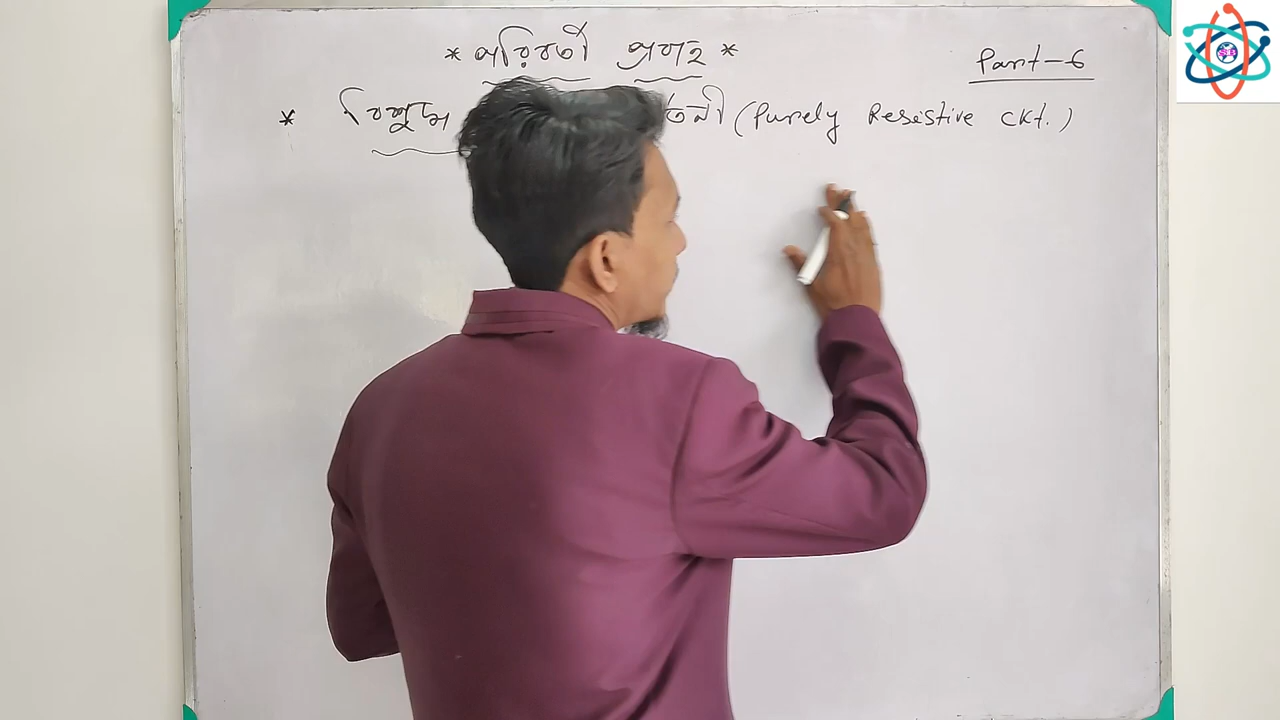 * পরিবর্তী প্রবাহ *
Part-6
* বিশুদ্ধ (Purely Resistive ckt.)